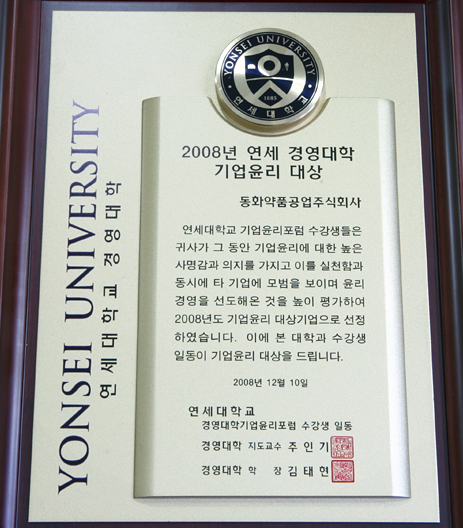 YONSEI UNIVERSITY
1885
연세대학교
YONSEI UNIVERSITY
연세대학교 경영대학
2008년 연세 경영대학
기업윤리 대상
동화약품공업주식회사
연세대학교 기업윤리포럼 수강생들은
귀사가 그 동안 기업윤리에 대한 높은
사명감과 의지를 가지고 이를 실천함과
동시에 타 기업에 모범을 보이며 윤리
경영을 선도해온 것을 높이 평가하여
2008년도 기업윤리 대상기업으로 선정
하였습니다. 이에 본 대학과 수강생
일동이 기업윤리 대상을 드립니다.
2008년 12월 10일
연세대학교
경영대학기업윤리포럼 수강생 일동
경영대학 지도교수 주인기
경영대학 학 장 김태현